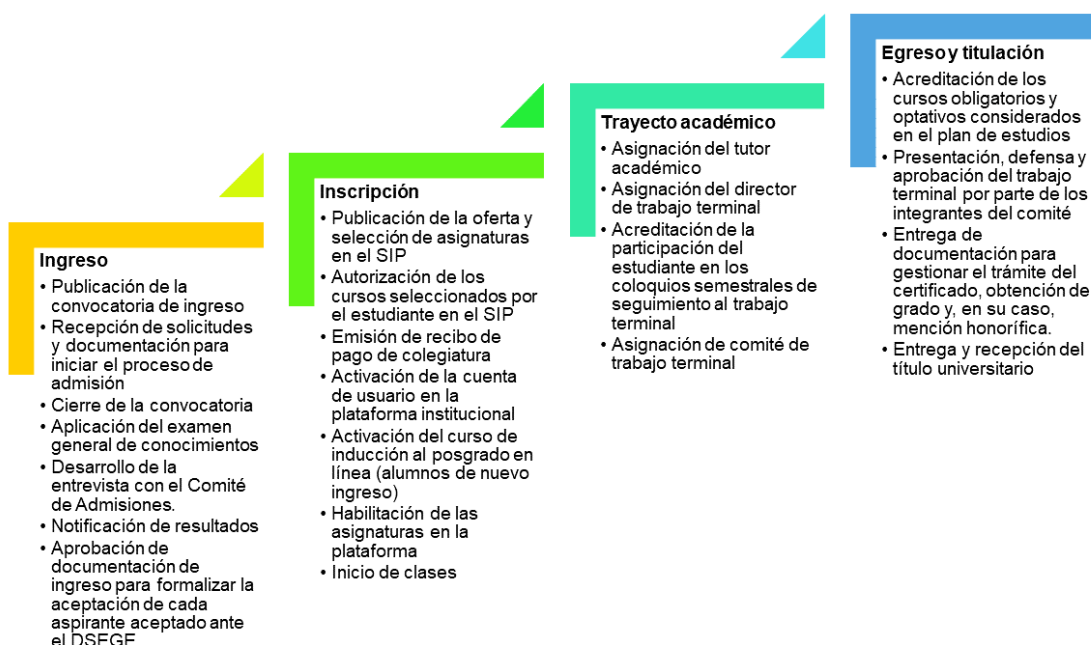 Ingreso
• Publicación de la
convocatoria de ingreso
• Recepción de solicitudes
y documentación para
iniciar el proceso de
admisión
• Cierre de la convocatoria
• Aplicación del examen
general de conocimientos
• Desarrollo de la
entrevista con el Comité
de Admisiones.
• Notificación de resultados
• Aprobación de
documentación de
ingreso para formalizar la
aceptación de cada
aspirante aceptado ante
el DSEGE
Inscripción
• Publicación de la oferta y
selección de asignaturas
en el SIP
• Autorización de los
cursos seleccionados por
el estudiante en el SIP
• Emisión de recibo de
pago de colegiatura
• Activación de la cuenta
de usuario en la
plataforma institucional
• Activación del curso de
inducción al posgrado en
línea (alumnos de nuevo
ingreso)
• Habilitación de las
asignaturas en la
plataforma
• Inicio de clases
Trayecto académico
• Asignación del tutor
académico
• Asignación del director
de trabajo terminal
• Acreditación de la
participación del
estudiante en los
coloquios semestrales de
seguimiento al trabajo
terminal
• Asignación de comité de
trabajo terminal
Egreso y titulación
• Acreditación de los
cursos obligatorios y
optativos considerados
en el plan de estudios
• Presentación, defensa y
aprobación del trabajo
terminal por parte de los
integrantes del comité
• Entrega de
documentación para
gestionar el trámite del
certificado, obtención de
grado y, en su caso,
mención honorífica.
• Entrega y recepción del
título universitario